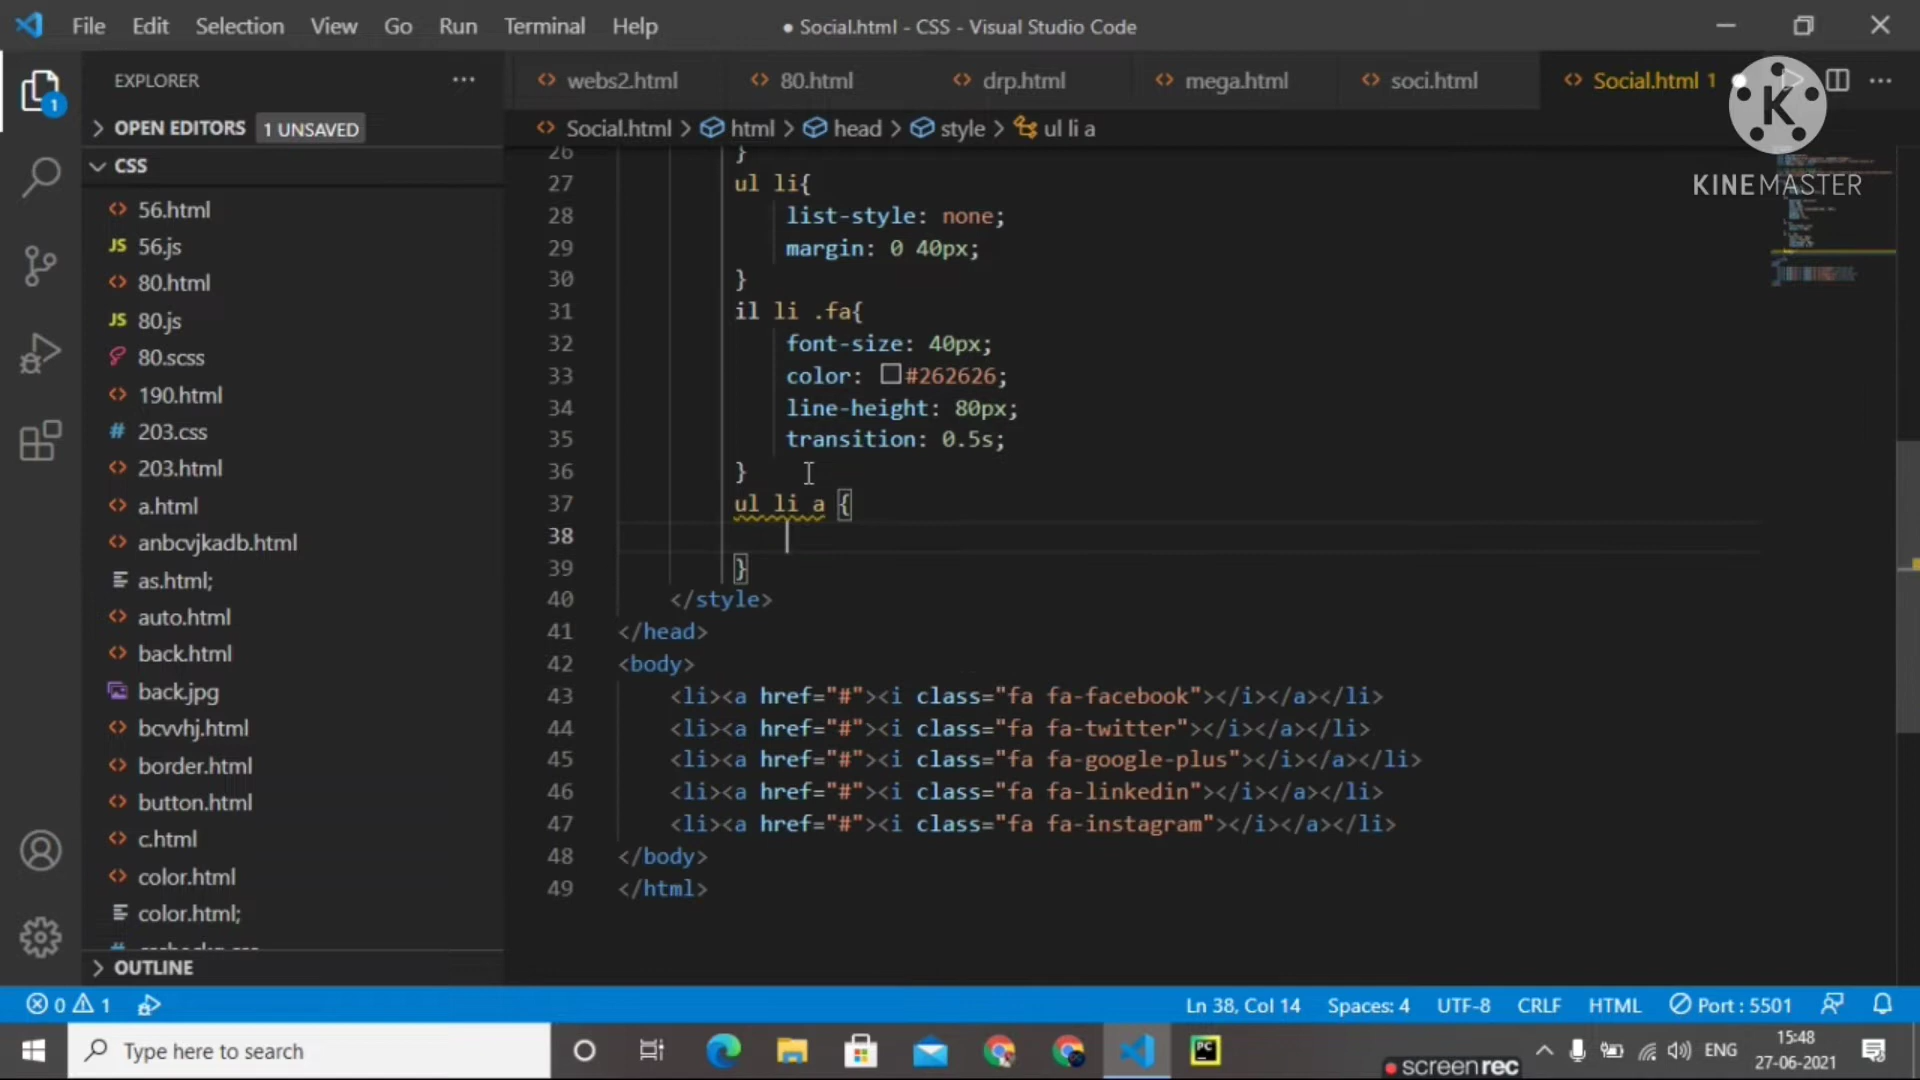 File Edit Selection View Go Run Terminal Help ● Social.html - CSS - Visual Studio Code
EXPLORER ··· webs2.html 80.html drp.html mega.html soci.html Social.html 1
OPEN EDITORS 1 UNSAVED
Social.html > html > head > style > ul li a
KINEMASTER
CSS
56.html
56.js
80.html
80.js
80.scss
190.html
203.css
203.html
a.html
anbcvjkadb.html
as.html;
auto.html
back.html
back.jpg
bcvvhj.html
border.html
button.html
c.html
color.html
color.html;
OUTLINE
26 }
27 ul li{
28 list-style: none;
29 margin: 0 40px;
30 }
31 il li .fa{
32 font-size: 40px;
33 color: #262626;
34 line-height: 80px;
35 transition: 0.5s;
36 }
37 ul li a {
38
39 }
40 </style>
41 </head>
42 <body>
43 <li><a href="#"><i class="fa fa-facebook"></i></a></li>
44 <li><a href="#"><i class="fa fa-twitter"></i></a></li>
45 <li><a href="#"><i class="fa fa-google-plus"></i></a></li>
46 <li><a href="#"><i class="fa fa-linkedin"></i></a></li>
47 <li><a href="#"><i class="fa fa-instagram"></i></a></li>
48 </body>
49 </html>
0 1 Ln 38, Col 14 Spaces: 4 UTF-8 CRLF HTML Port : 5501
Type here to search
PC
screenrec
ENG
15:48
27-06-2021